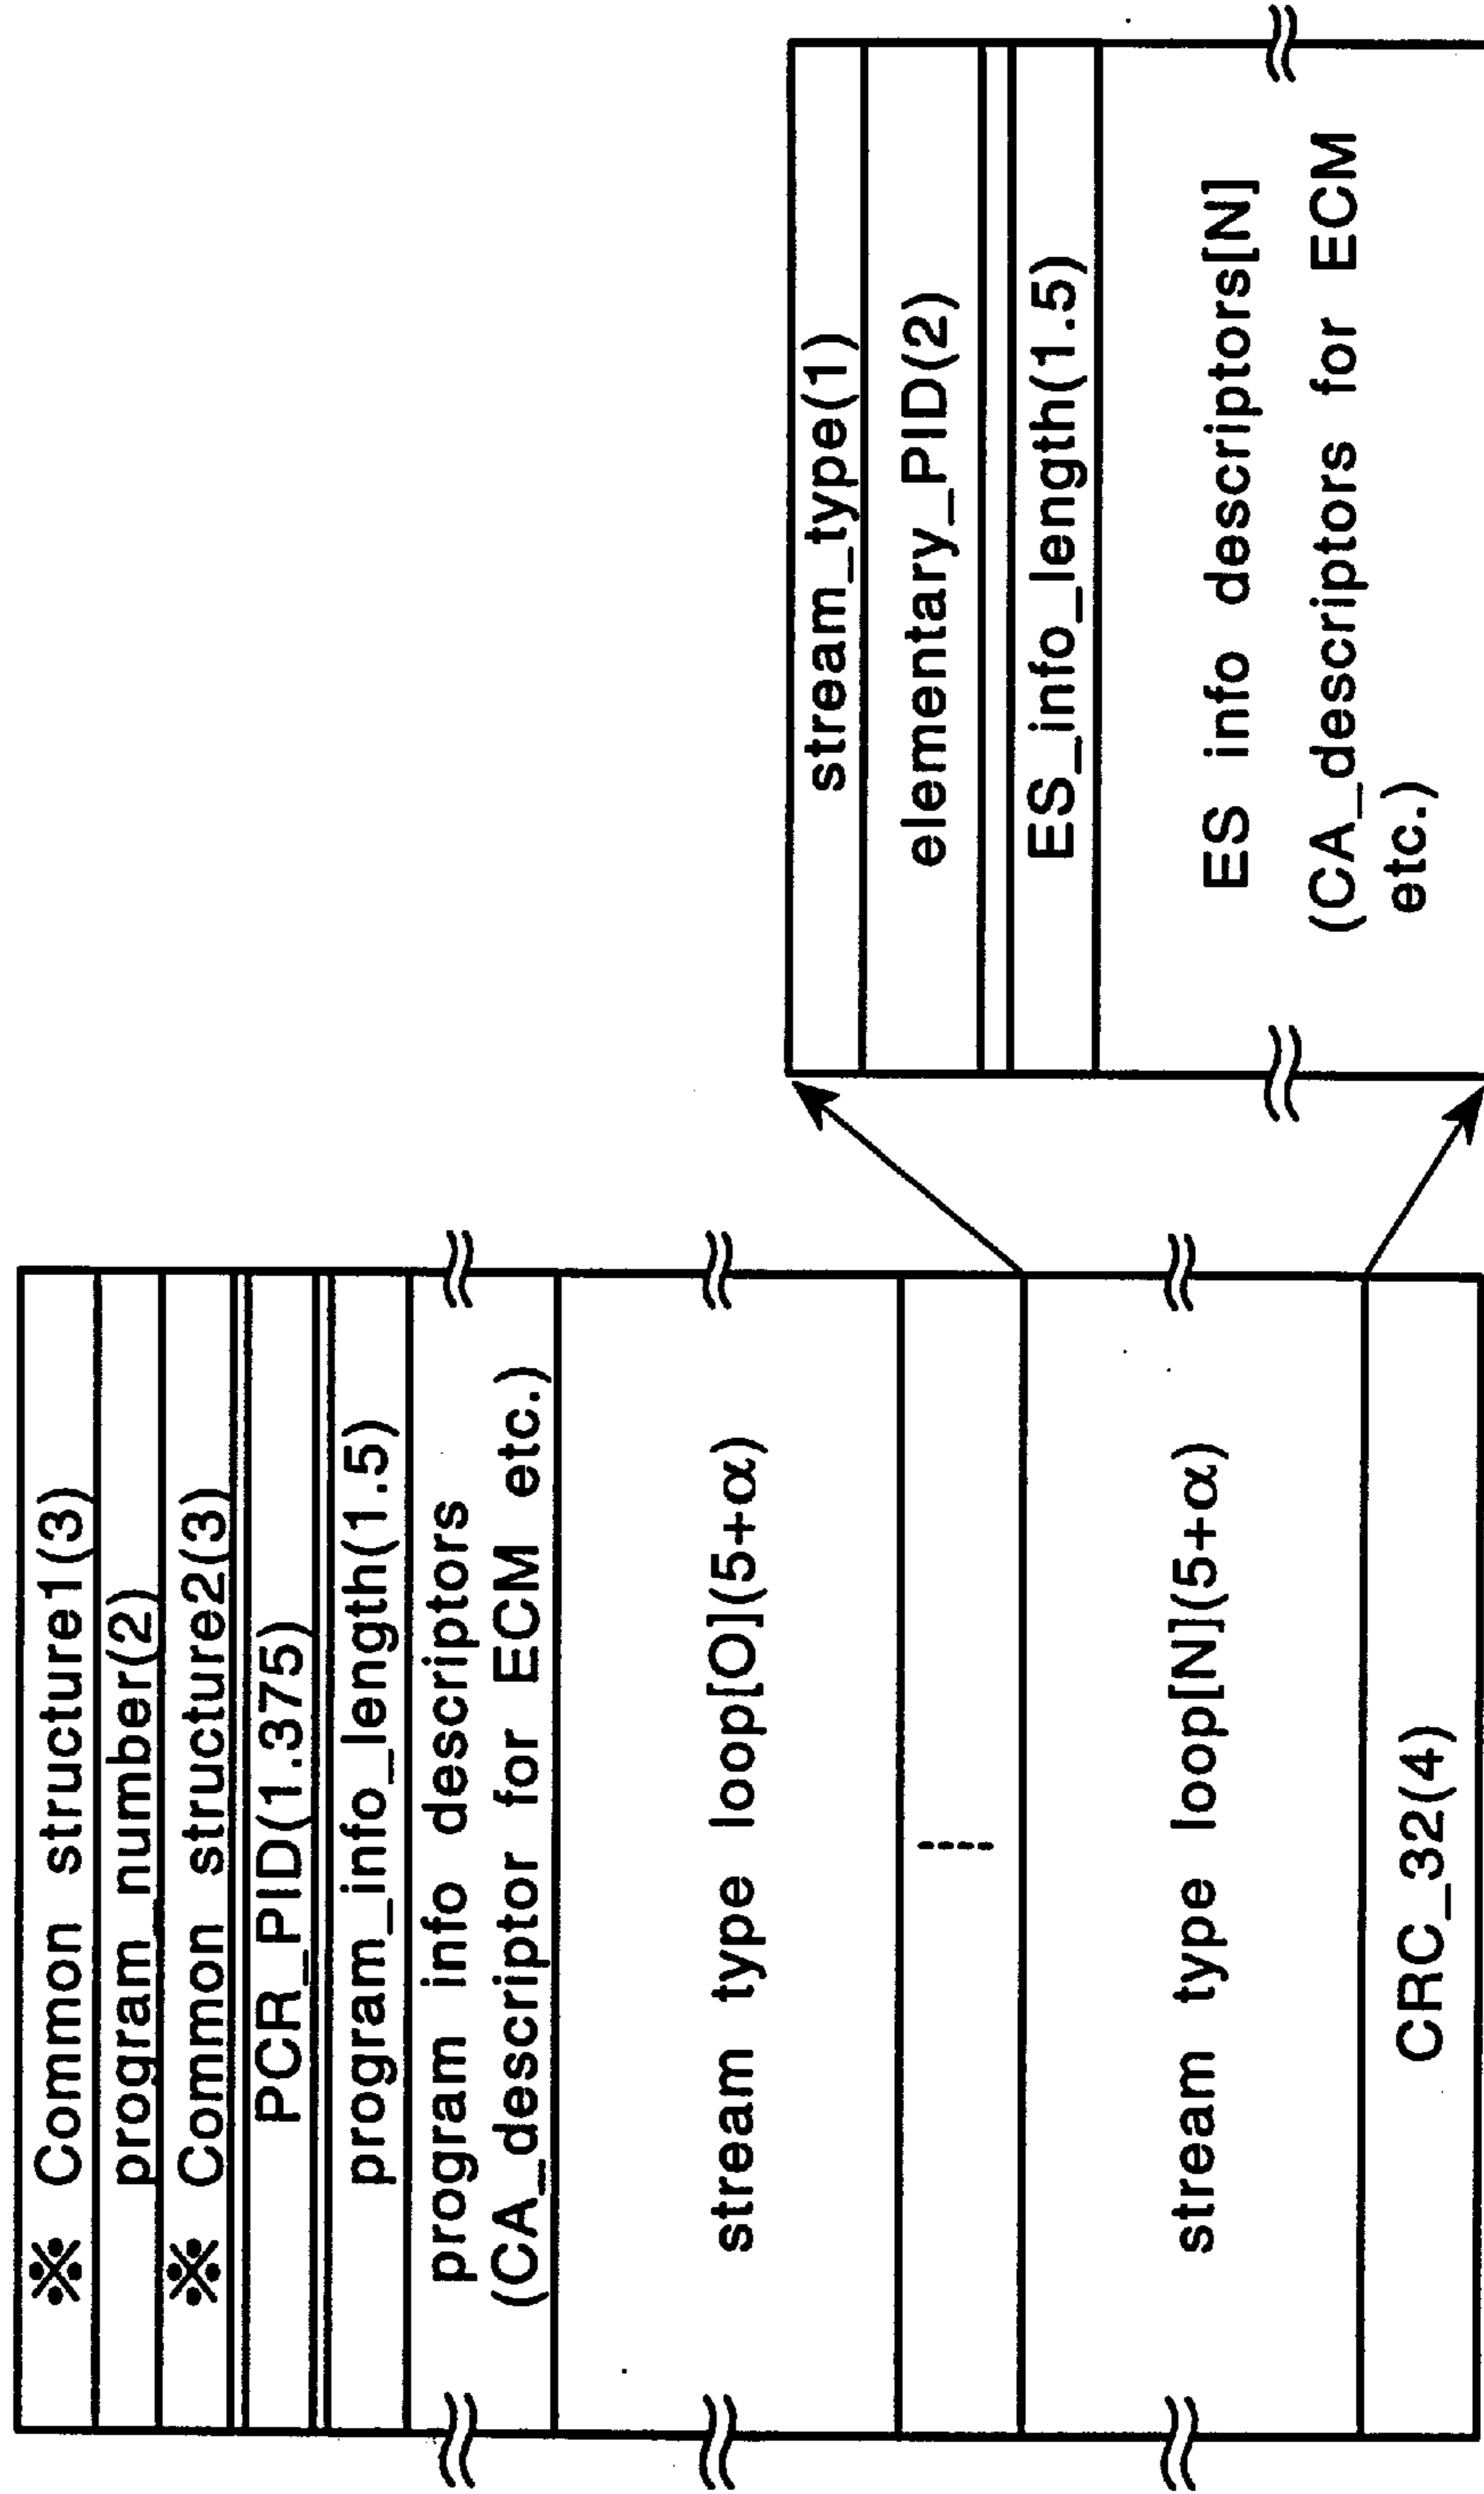 ※ Common structure1(3)
program_number(2)
※ Common structure2(3)
PCR_PID(1.375)
program_info_length(1.5)
program info descriptors
(CA_descriptor for ECM etc.)
stream type loop[O](5+α)
stream type loop[N](5+α)
CRC_32(4)
stream_type(1)
elementary_PID(2)
ES_info_length(1.5)
ES info descriptors[N]
(CA_descriptors for ECM
etc.)